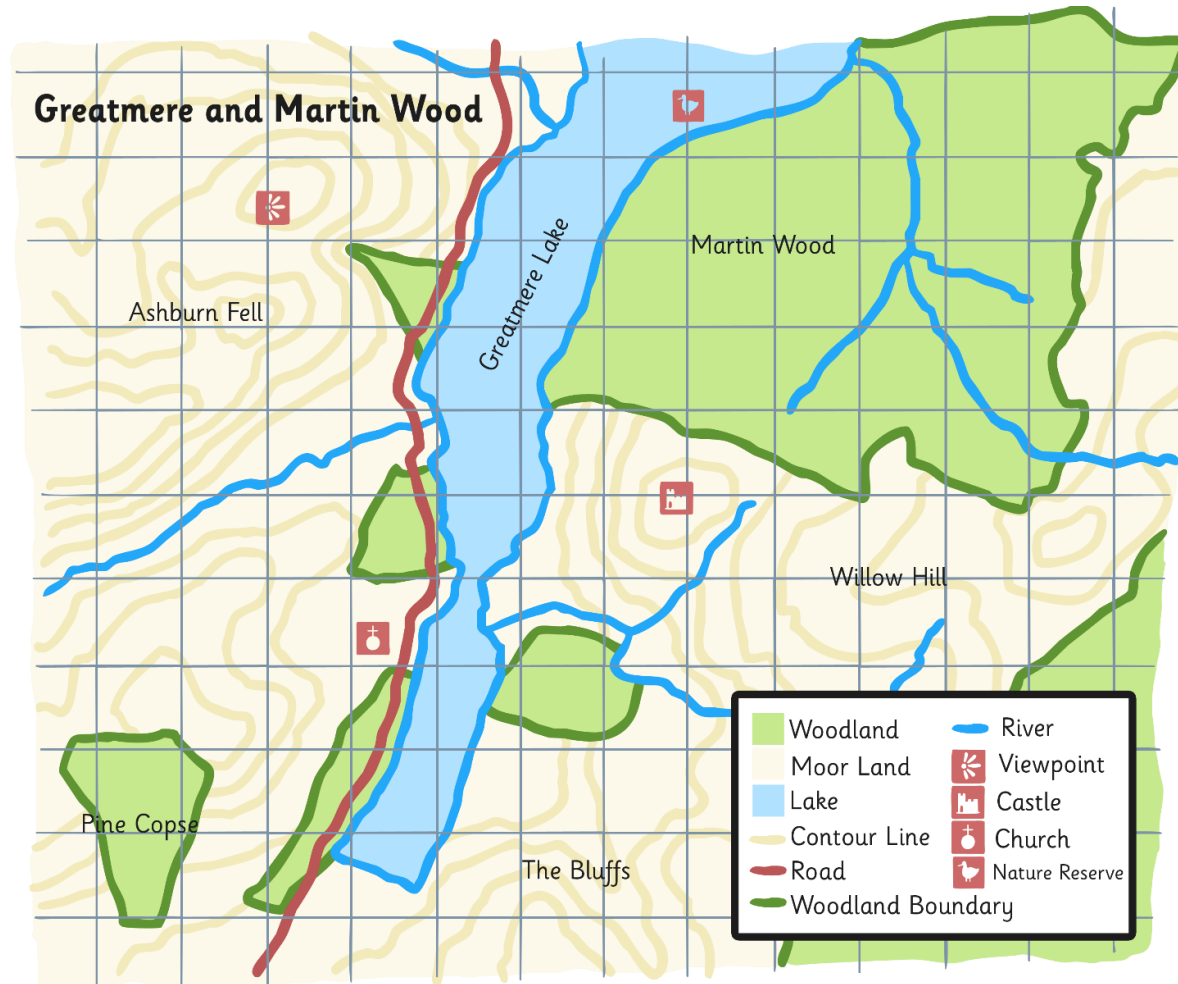 Greatmere and Martin Wood
Martin Wood
Greatmere Lake
Ashburn Fell
Willow Hill
Pine Copse
The Bluffs
Woodland
Moor Land
Lake
Contour Line
Road
Woodland Boundary
River
Viewpoint
Castle
Church
Nature Reserve